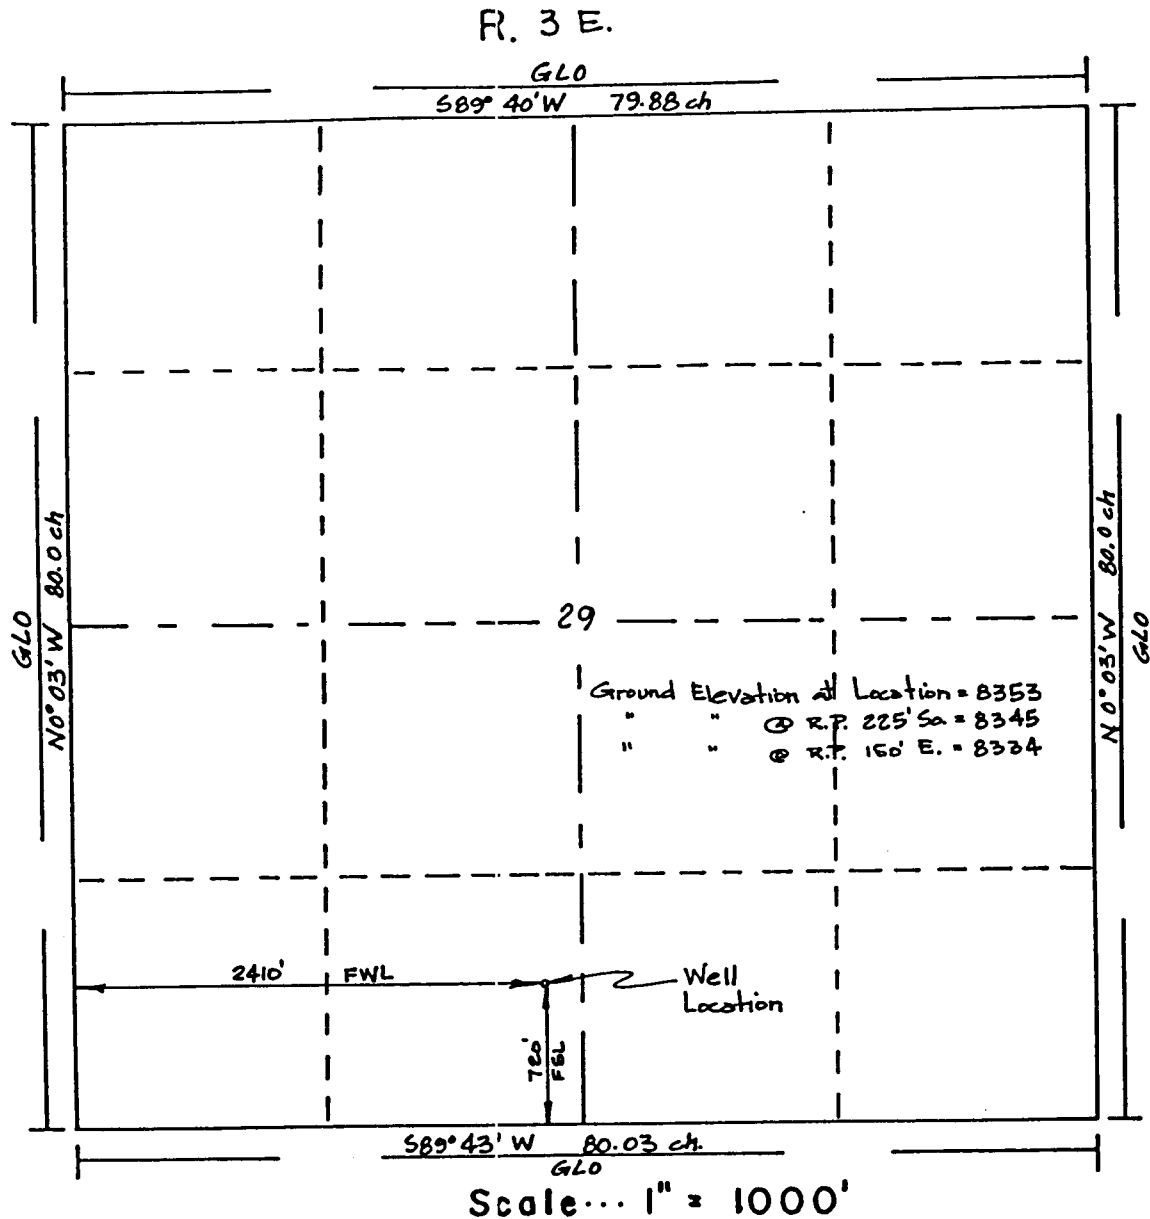 R. 3 E.
GLO
S89° 40' W 79.88 ch
GLO
N0° 03' W 80.0 ch
N 0° 03' W 80.0 ch
GLO
29
Ground Elevation at Location = 8353
" " @ R.P. 225' So. = 8345
" " @ R.P. 150' E. = 8334
2410' FWL
Well
Location
720'
FSL
S89° 43' W 80.03 ch.
GLO
Scale... 1" = 1000'